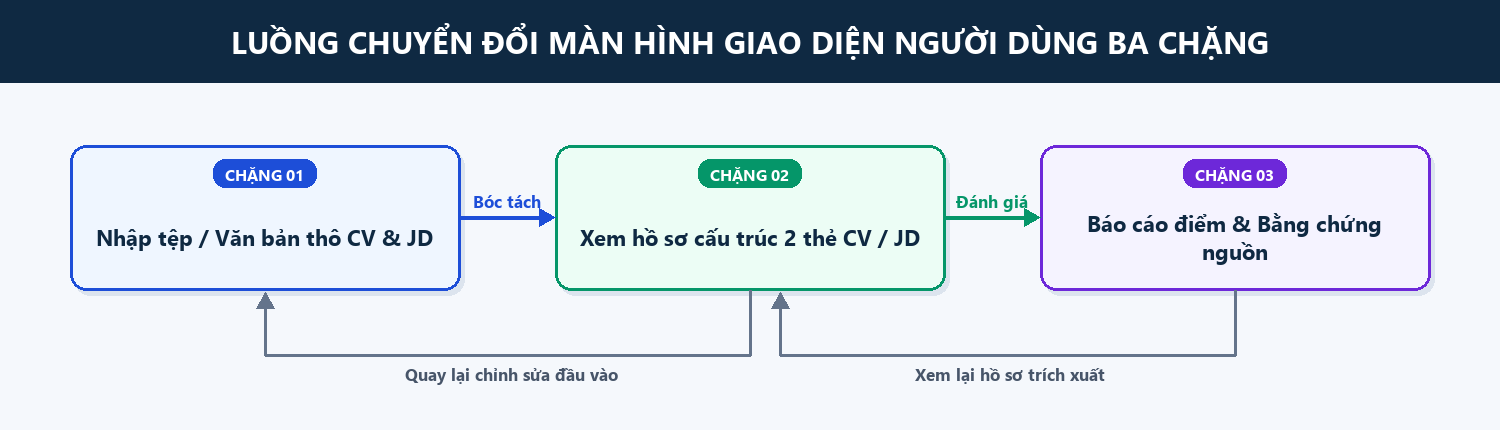 LUỒNG CHUYỂN ĐỔI MÀN HÌNH GIAO DIỆN NGƯỜI DÙNG BA CHẶNG
CHẶNG 01
Nhập tệp / Văn bản thô CV & JD
Bóc tách
CHẶNG 02
Xem hồ sơ cấu trúc 2 thẻ CV / JD
Đánh giá
CHẶNG 03
Báo cáo điểm & Bằng chứng
nguồn
Quay lại chỉnh sửa đầu vào
Xem lại hồ sơ trích xuất